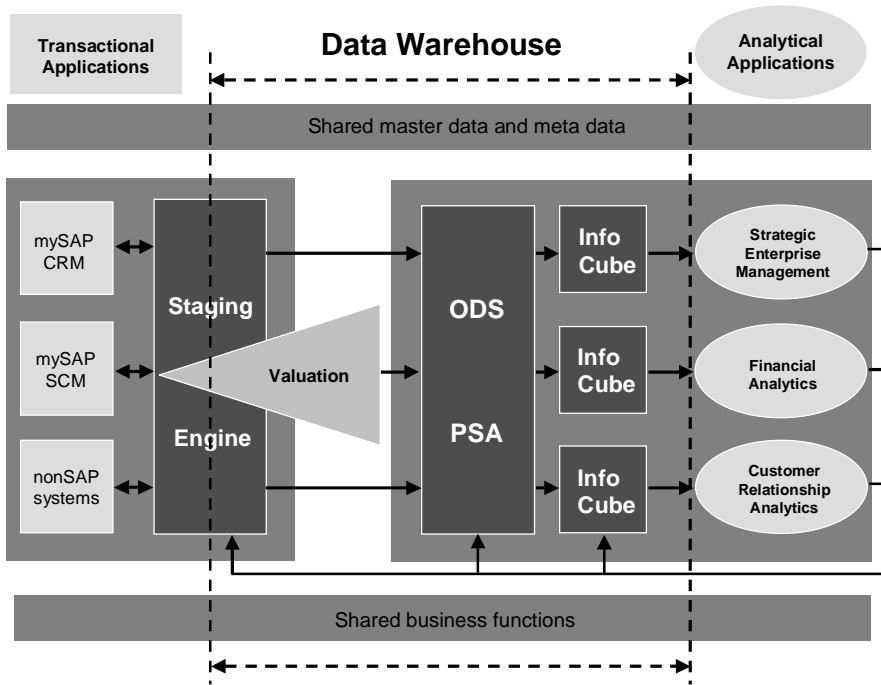 Transactional
Applications
Data Warehouse
Analytical
Applications
Shared master data and meta data
mySAP
CRM
mySAP
SCM
nonSAP
systems
Staging
Engine
Valuation
ODS
PSA
Info
Cube
Info
Cube
Info
Cube
Strategic
Enterprise
Management
Financial
Analytics
Customer
Relationship
Analytics
Shared business functions